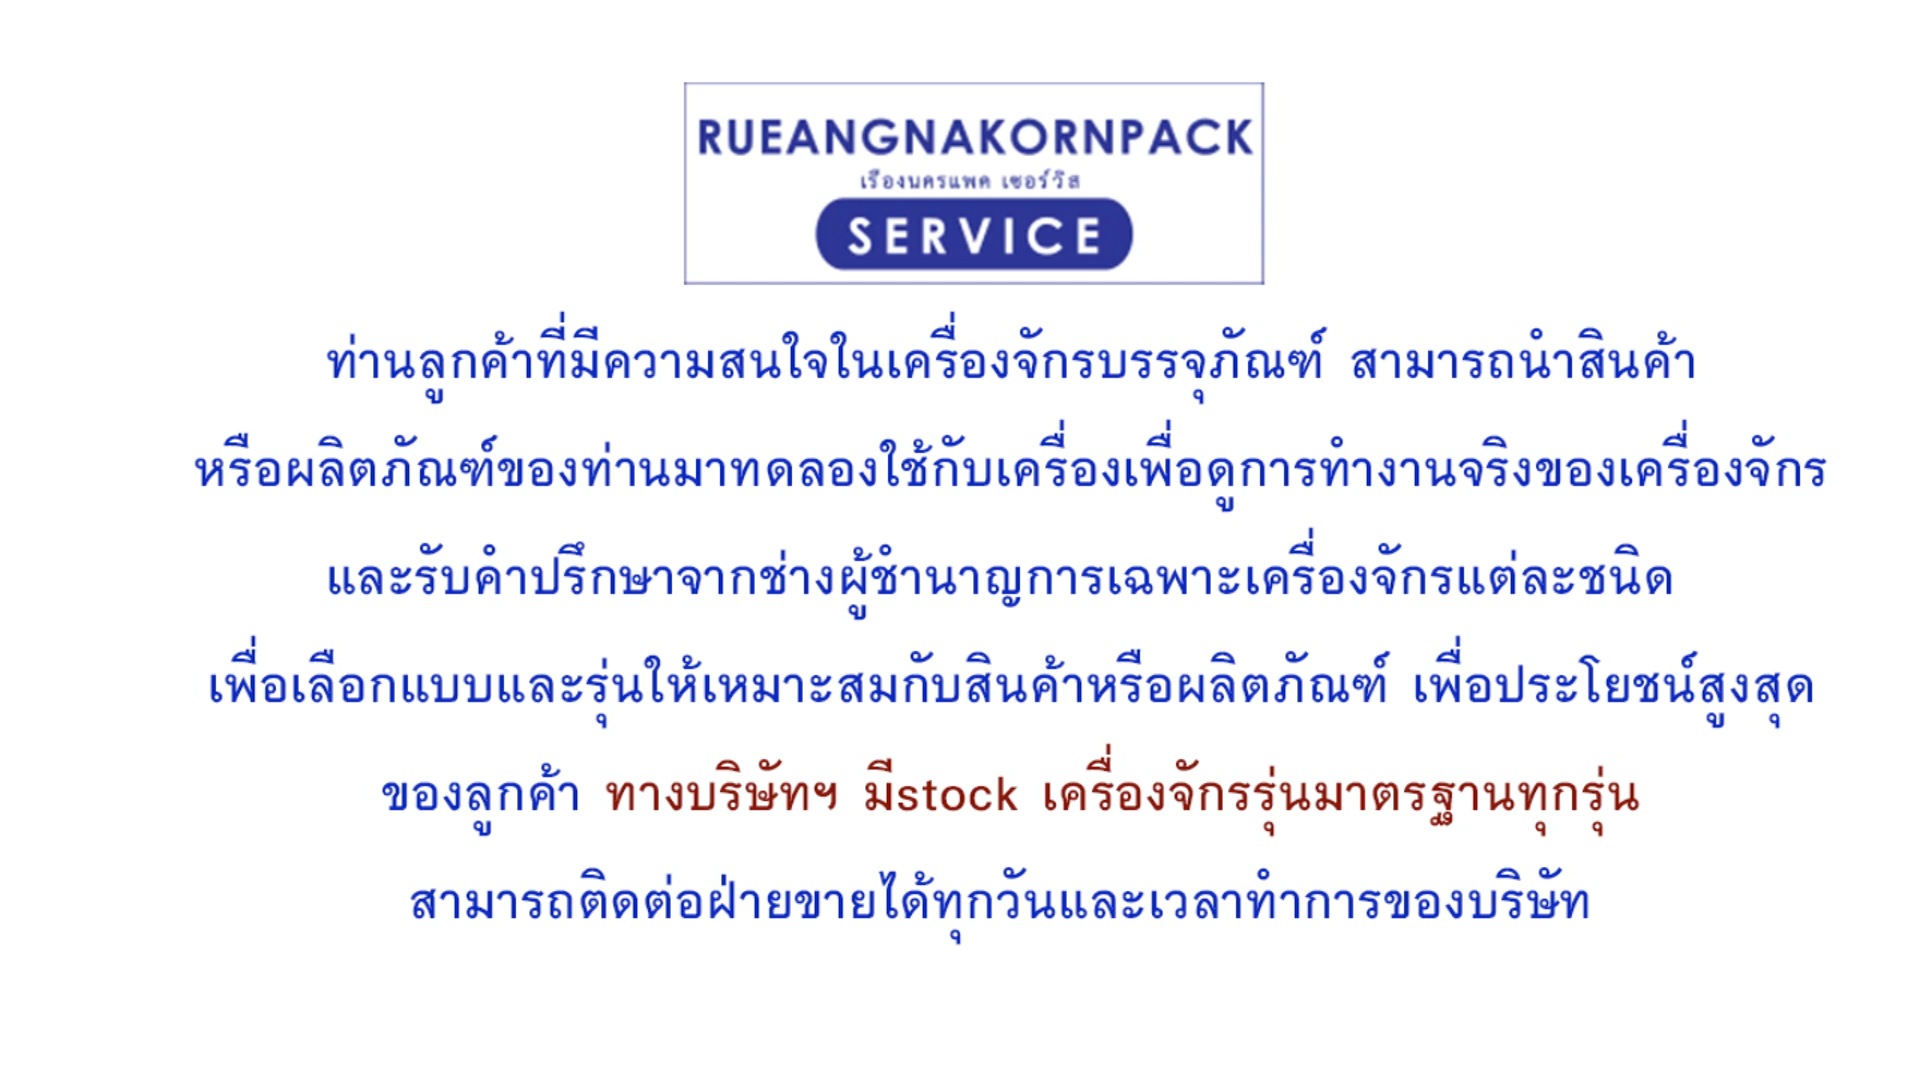 RUEANGNAKORNPACK
เรืองนครแพค เซอร์วิส
SERVICE
ท่านลูกค้าที่มีความสนใจในเครื่องจักรบรรจุภัณฑ์ สามารถนำสินค้า
หรือผลิตภัณฑ์ของท่านมาทดลองใช้กับเครื่องเพื่อดูการทำงานจริงของเครื่องจักร
และรับคำปรึกษาจากช่างผู้ชำนาญการเฉพาะเครื่องจักรแต่ละชนิด
เพื่อเลือกแบบและรุ่นให้เหมาะสมกับสินค้าหรือผลิตภัณฑ์ เพื่อประโยชน์สูงสุด
ของลูกค้า ทางบริษัทฯ มีstock เครื่องจักรรุ่นมาตรฐานทุกรุ่น
สามารถติดต่อฝ่ายขายได้ทุกวันและเวลาทำการของบริษัท